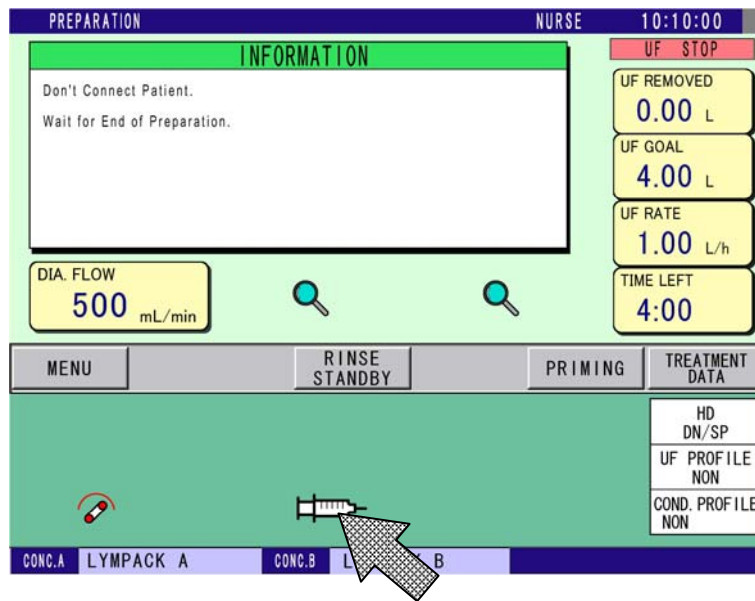 PREPARATION NURSE 10:10:00
INFORMATION
Don't Connect Patient.
Wait for End of Preparation.
UF STOP
UF REMOVED
0.00 L
UF GOAL
4.00 L
UF RATE
1.00 L/h
TIME LEFT
4:00
DIA. FLOW
500 mL/min
MENU
RINSE
STANDBY
PRIMING
TREATMENT
DATA
HD
DN/SP
UF PROFILE
NON
COND. PROFILE
NON
CONC.A LYMPACK A CONC.B B